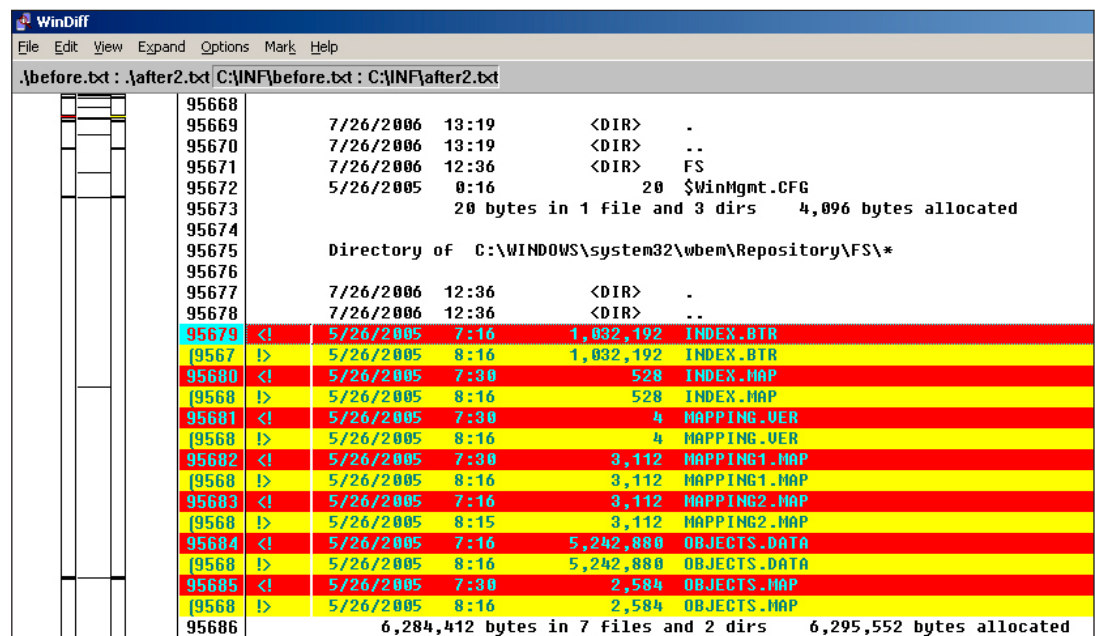 WinDiff
File Edit View Expand Options Mark Help
.\before.txt : .\after2.txt C:\INF\before.txt : C:\INF\after2.txt
95668
95669 7/26/2006 13:19 <DIR> .
95670 7/26/2006 13:19 <DIR> ..
95671 7/26/2006 12:36 <DIR> FS
95672 5/26/2005 0:16 20 $WinMgmt.CFG
95673 20 bytes in 1 file and 3 dirs 4,096 bytes allocated
95674
95675 Directory of C:\WINDOWS\system32\wbem\Repository\FS\*
95676
95677 7/26/2006 12:36 <DIR> .
95678 7/26/2006 12:36 <DIR> ..
95679 <! 5/26/2005 7:16 1,032,192 INDEX.BTR
(9567 !> 5/26/2005 8:16 1,032,192 INDEX.BTR
95680 <! 5/26/2005 7:30 528 INDEX.MAP
(9568 !> 5/26/2005 8:16 528 INDEX.MAP
95681 <! 5/26/2005 7:30 4 MAPPING.VER
(9568 !> 5/26/2005 8:16 4 MAPPING.VER
95682 <! 5/26/2005 7:30 3,112 MAPPING1.MAP
(9568 !> 5/26/2005 8:16 3,112 MAPPING1.MAP
95683 <! 5/26/2005 7:16 3,112 MAPPING2.MAP
(9568 !> 5/26/2005 8:15 3,112 MAPPING2.MAP
95684 <! 5/26/2005 7:16 5,242,880 OBJECTS.DATA
(9568 !> 5/26/2005 8:16 5,242,880 OBJECTS.DATA
95685 <! 5/26/2005 7:30 2,584 OBJECTS.MAP
(9568 !> 5/26/2005 8:16 2,584 OBJECTS.MAP
95686 6,284,412 bytes in 7 files and 2 dirs 6,295,552 bytes allocated